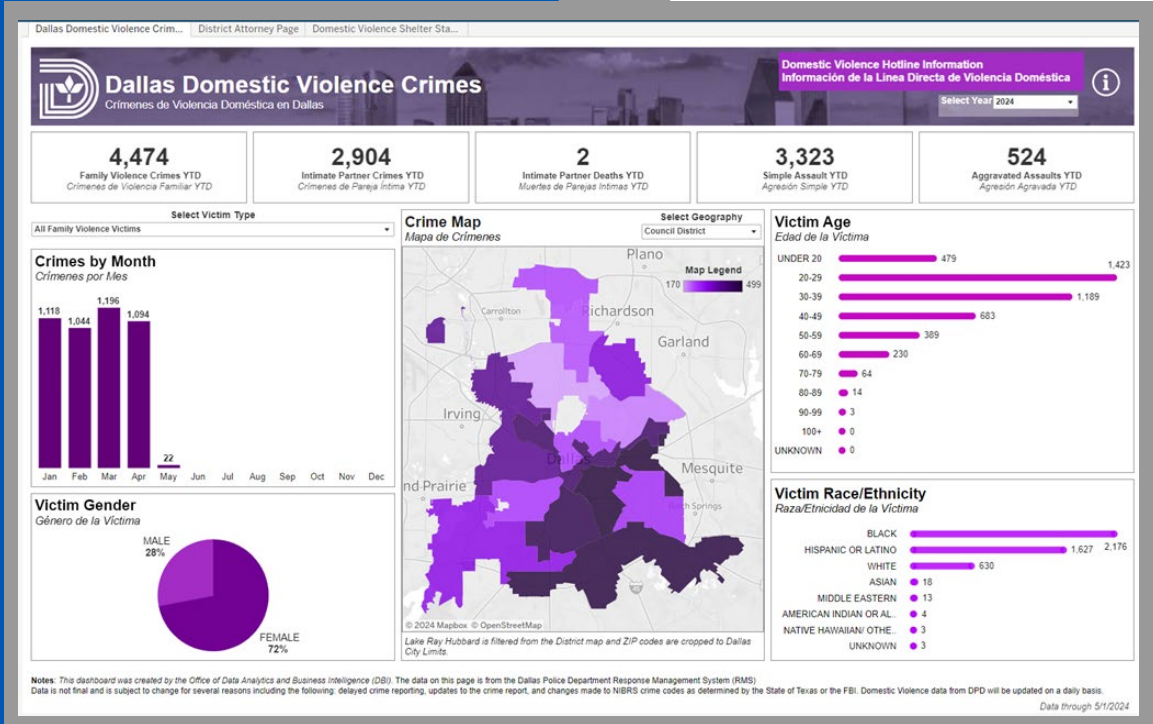 Dallas Domestic Violence Crim...
District Attorney Page
Domestic Violence Shelter Sta...
Dallas Domestic Violence Crimes
Crímenes de Violencia Doméstica en Dallas
Domestic Violence Hotline Information
Información de la Linea Directa de Violencia Doméstica
Select Year 2024
4,474
Family Violence Crimes YTD
Crímenes de Violencia Familiar YTD
2,904
Intimate Partner Crimes YTD
Crímenes de Pareja Íntima YTD
2
Intimate Partner Deaths YTD
Muertes de Parejas Intimas YTD
3,323
Simple Assault YTD
Agresión Simple YTD
524
Aggravated Assaults YTD
Agresión Agravada YTD
Select Victim Type
All Family Violence Victims
Crimes by Month
Crímenes por Mes
1,118
1,044
1,196
1,094
22
Jan Feb Mar Apr May Jun Jul Aug Sep Oct Nov Dec
Victim Gender
Género de la Víctima
MALE
28%
FEMALE
72%
Crime Map
Mapa de Crímenes
Select Geography
Council District
Map Legend
170 499
Plano
Carrollton
Richardson
Garland
Irving
Dallas
Mesquite
nd Prairie
ch Springs
20
© 2024 Mapbox © OpenStreetMap
Lake Ray Hubbard is filtered from the District map and ZIP codes are cropped to Dallas
City Limits.
Victim Age
Edad de la Víctima
UNDER 20 479
20-29 1,423
30-39 1,189
40-49 683
50-59 389
60-69 230
70-79 64
80-89 14
90-99 3
100+ 0
UNKNOWN 0
Victim Race/Ethnicity
Raza/Etnicidad de la Víctima
BLACK 2,176
HISPANIC OR LATINO 1,627
WHITE 630
ASIAN 18
MIDDLE EASTERN 13
AMERICAN INDIAN OR AL.. 4
NATIVE HAWAIIAN/ OTHE.. 3
UNKNOWN 3
Notes: This dashboard was created by the Office of Data Analytics and Business Intelligence (DBI). The data on this page is from the Dallas Police Department Response Management System (RMS)
Data is not final and is subject to change for several reasons including the following: delayed crime reporting, updates to the crime report, and changes made to NIBRS crime codes as determined by the State of Texas or the FBI. Domestic Violence data from DPD will be updated on a daily basis.
Data through 5/1/2024